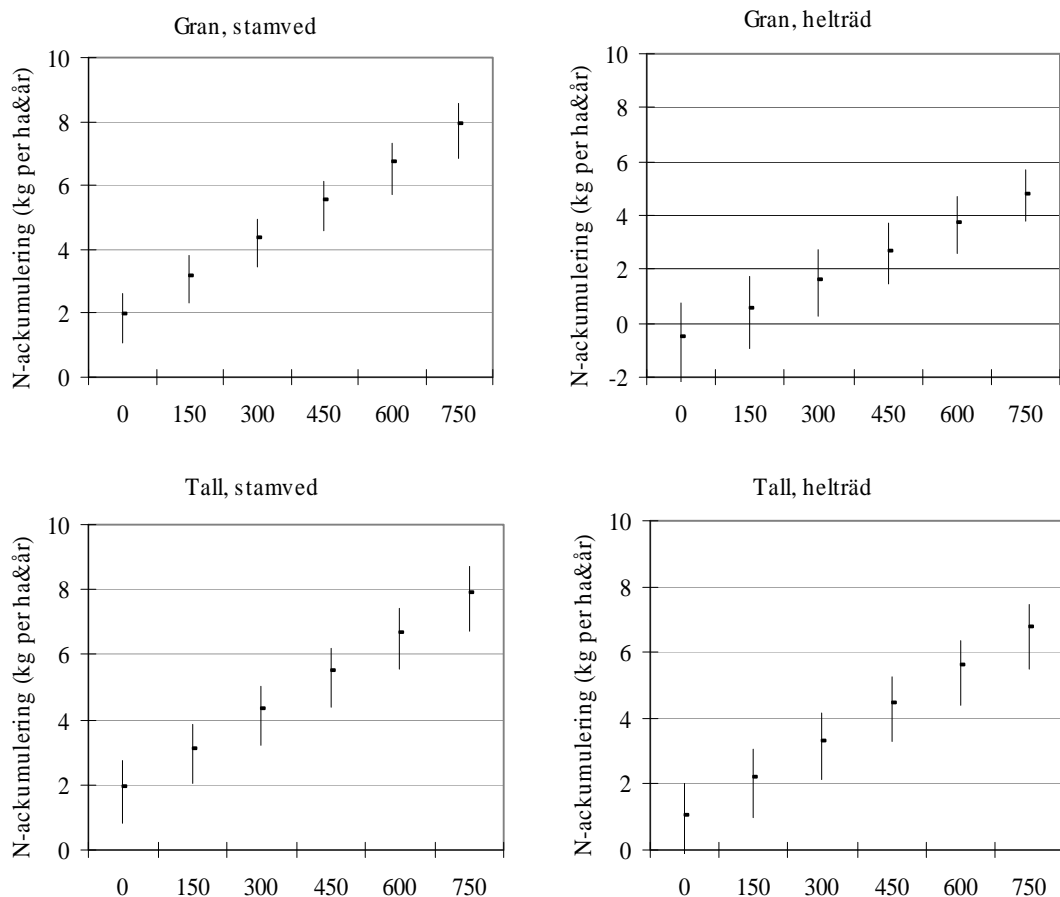 Gran, stamved
N-ackumulering (kg per ha&år)
10
8
6
4
2
0
0 150 300 450 600 750
Gran, helträd
N-ackumulering (kg per ha&år)
10
8
6
4
2
0
-2
0 150 300 450 600 750
Tall, stamved
N-ackumulering (kg per ha&år)
10
8
6
4
2
0
0 150 300 450 600 750
Tall, helträd
N-ackumulering (kg per ha&år)
10
8
6
4
2
0
0 150 300 450 600 750